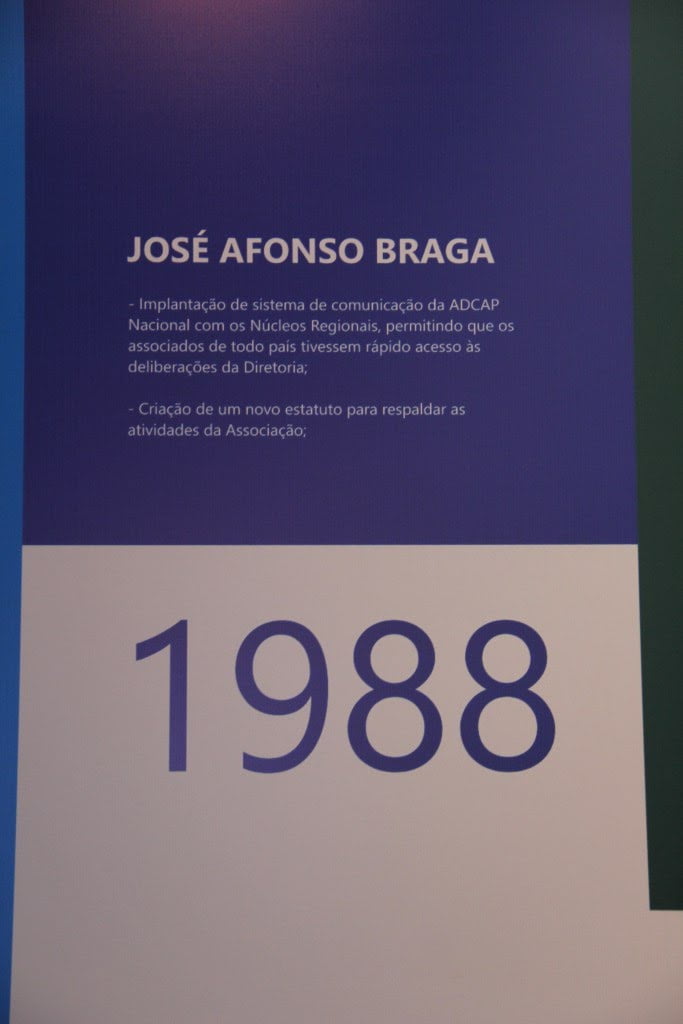 JOSÉ AFONSO BRAGA
- Implantação de sistema de comunicação da ADCAP
Nacional com os Núcleos Regionais, permitindo que os
associados de todo país tivessem rápido acesso às
deliberações da Diretoria;
- Criação de um novo estatuto para respaldar as
atividades da Associação;
1988